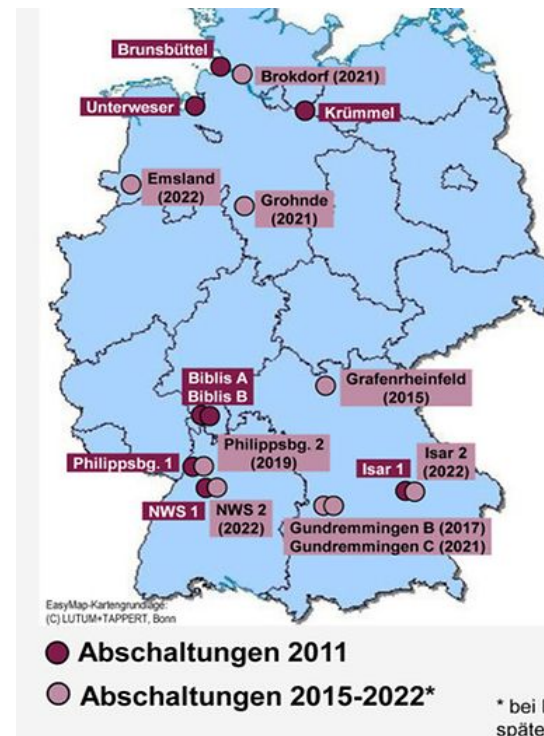 Brunsbüttel
Brokdorf (2021)
Unterweser
Krümmel
Emsland
(2022)
Grohnde
(2021)
Biblis A
Biblis B
Grafenrheinfeld
(2015)
Philippsbg. 2
(2019)
Philippsbg. 1
Isar 2
(2022)
Isar 1
NWS 1
NWS 2
(2022)
Gundremmingen B (2017)
Gundremmingen C (2021)
EasyMap-Kartengrundlage:
(C) LUTUM+TAPPERT, Bonn
Abschaltungen 2011
Abschaltungen 2015-2022*
* bei
späte